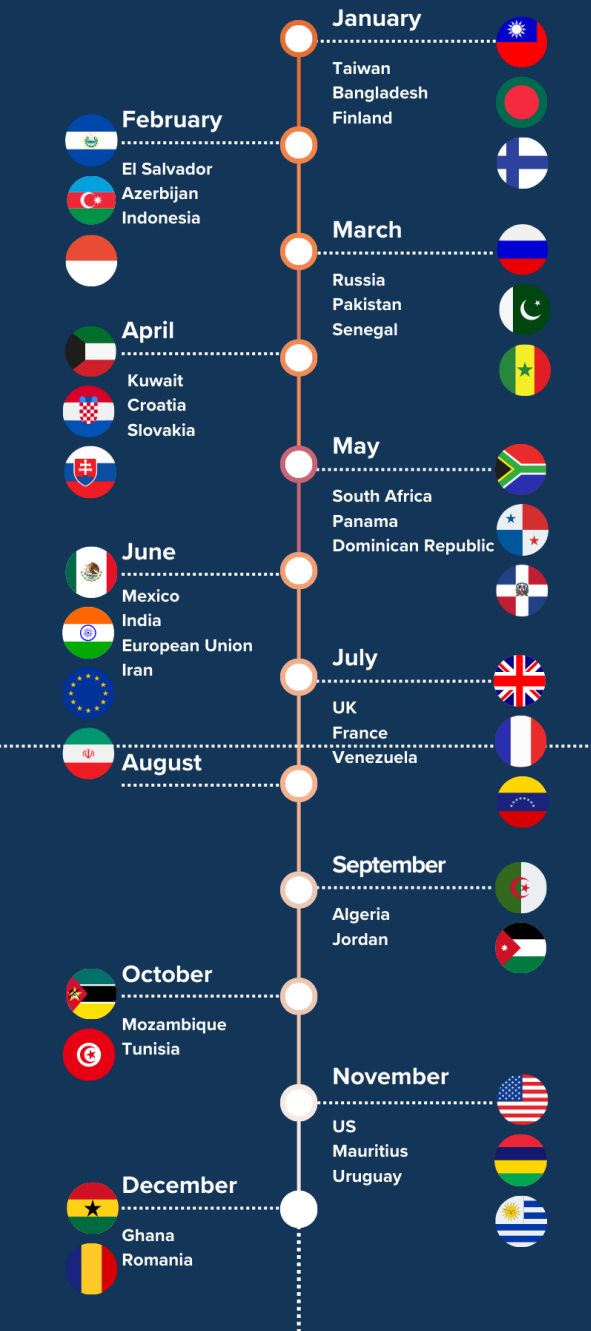 January
Taiwan
Bangladesh
Finland
February
El Salvador
Azerbijan
Indonesia
March
Russia
Pakistan
Senegal
April
Kuwait
Croatia
Slovakia
May
South Africa
Panama
Dominican Republic
June
Mexico
India
European Union
Iran
July
UK
France
Venezuela
August
September
Algeria
Jordan
October
Mozambique
Tunisia
November
US
Mauritius
Uruguay
December
Ghana
Romania